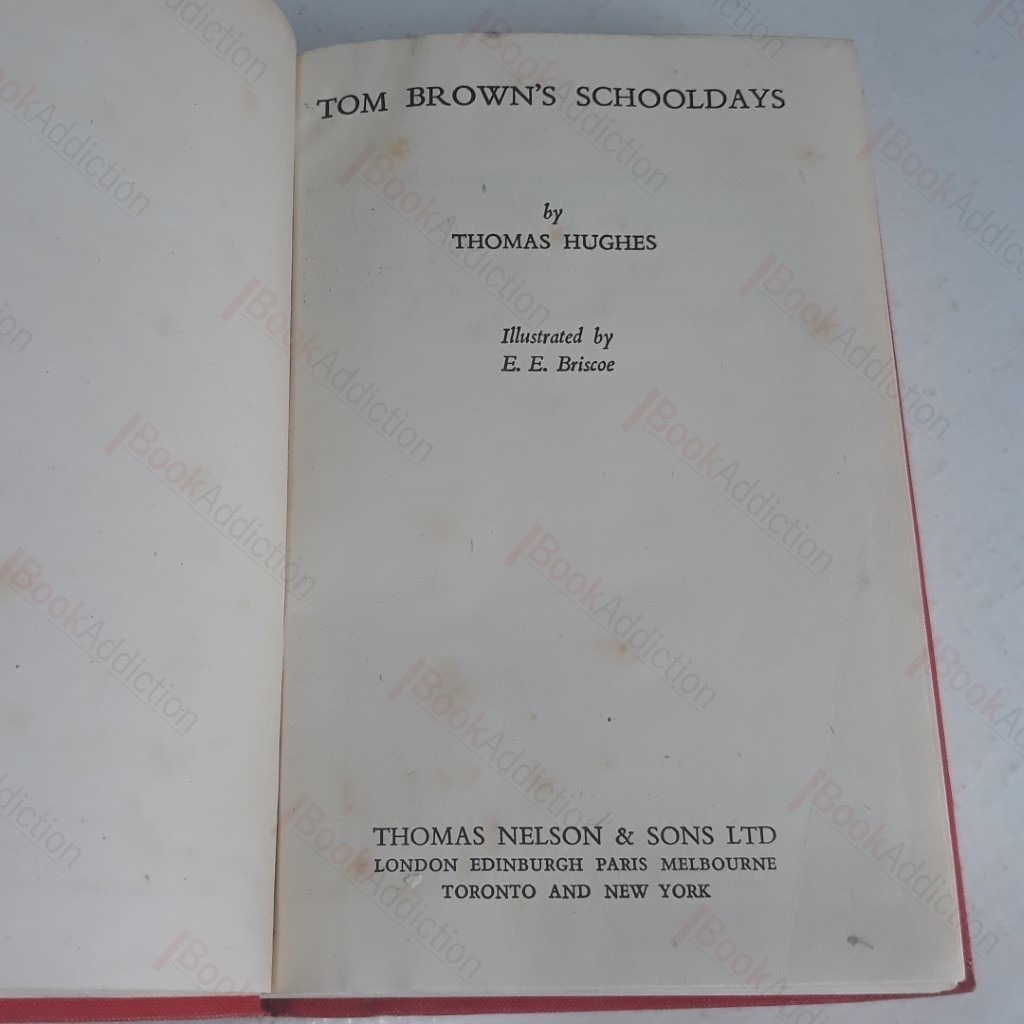 TOM BROWN'S SCHOOLDAYS
by
THOMAS HUGHES
Illustrated by
E. E. Briscoe
THOMAS NELSON & SONS LTD
LONDON EDINBURGH PARIS MELBOURNE
TORONTO AND NEW YORK
BookAddiction